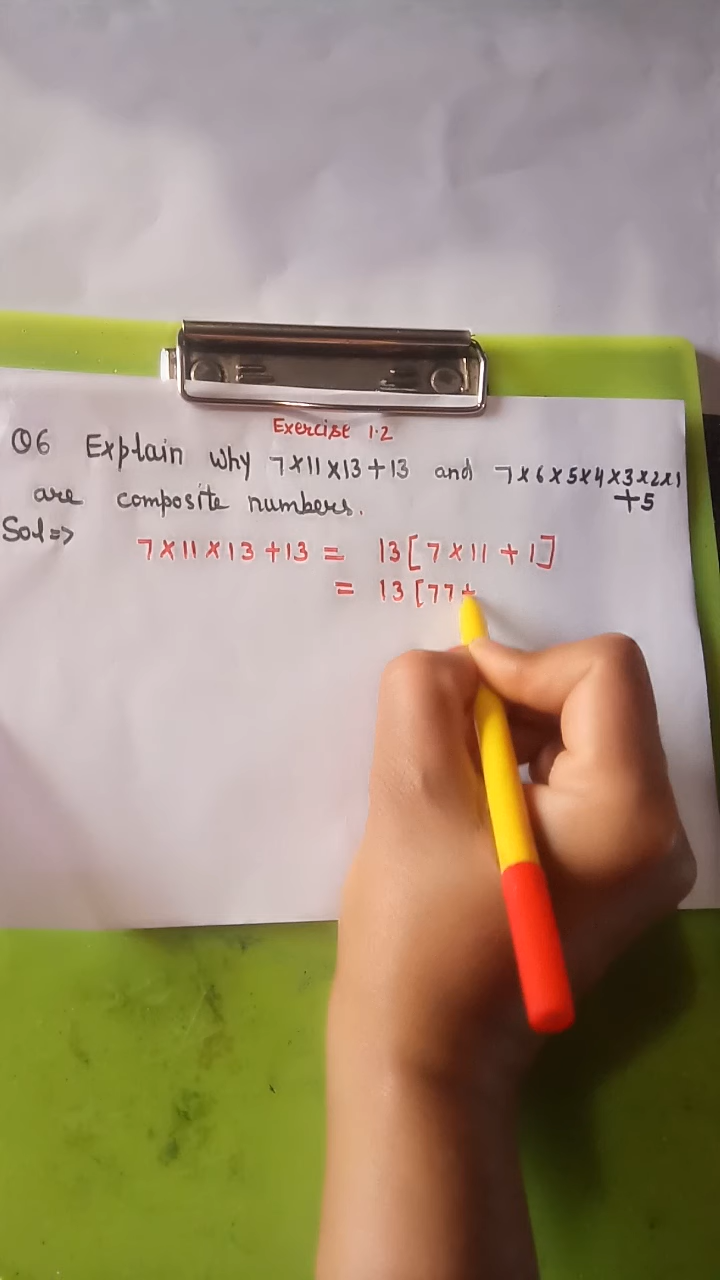 Exercise 1.2
Q6 Explain why 7×11×13+13 and 7×6×5×4×3×2×1
+5
are composite numbers.
Sol=>
7×11×13+13 = 13[7×11+1]
= 13[77+